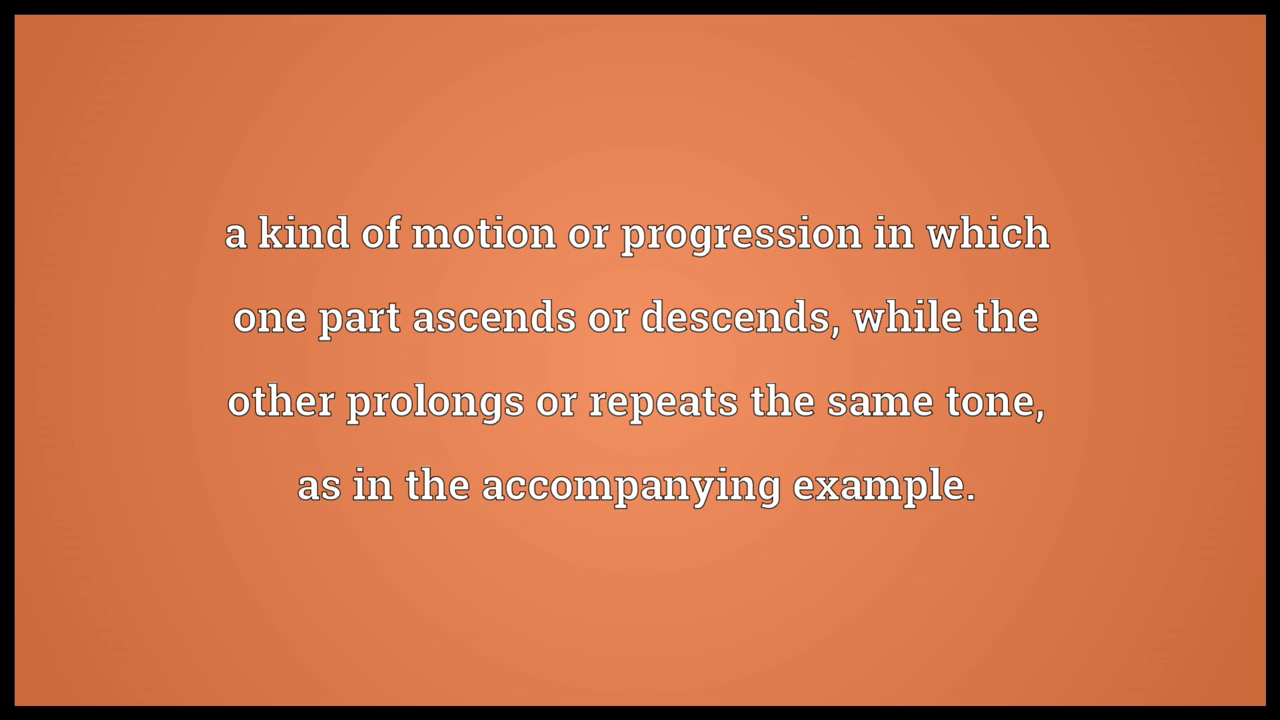 a kind of motion or progression in which
one part ascends or descends, while the
other prolongs or repeats the same tone,
as in the accompanying example.